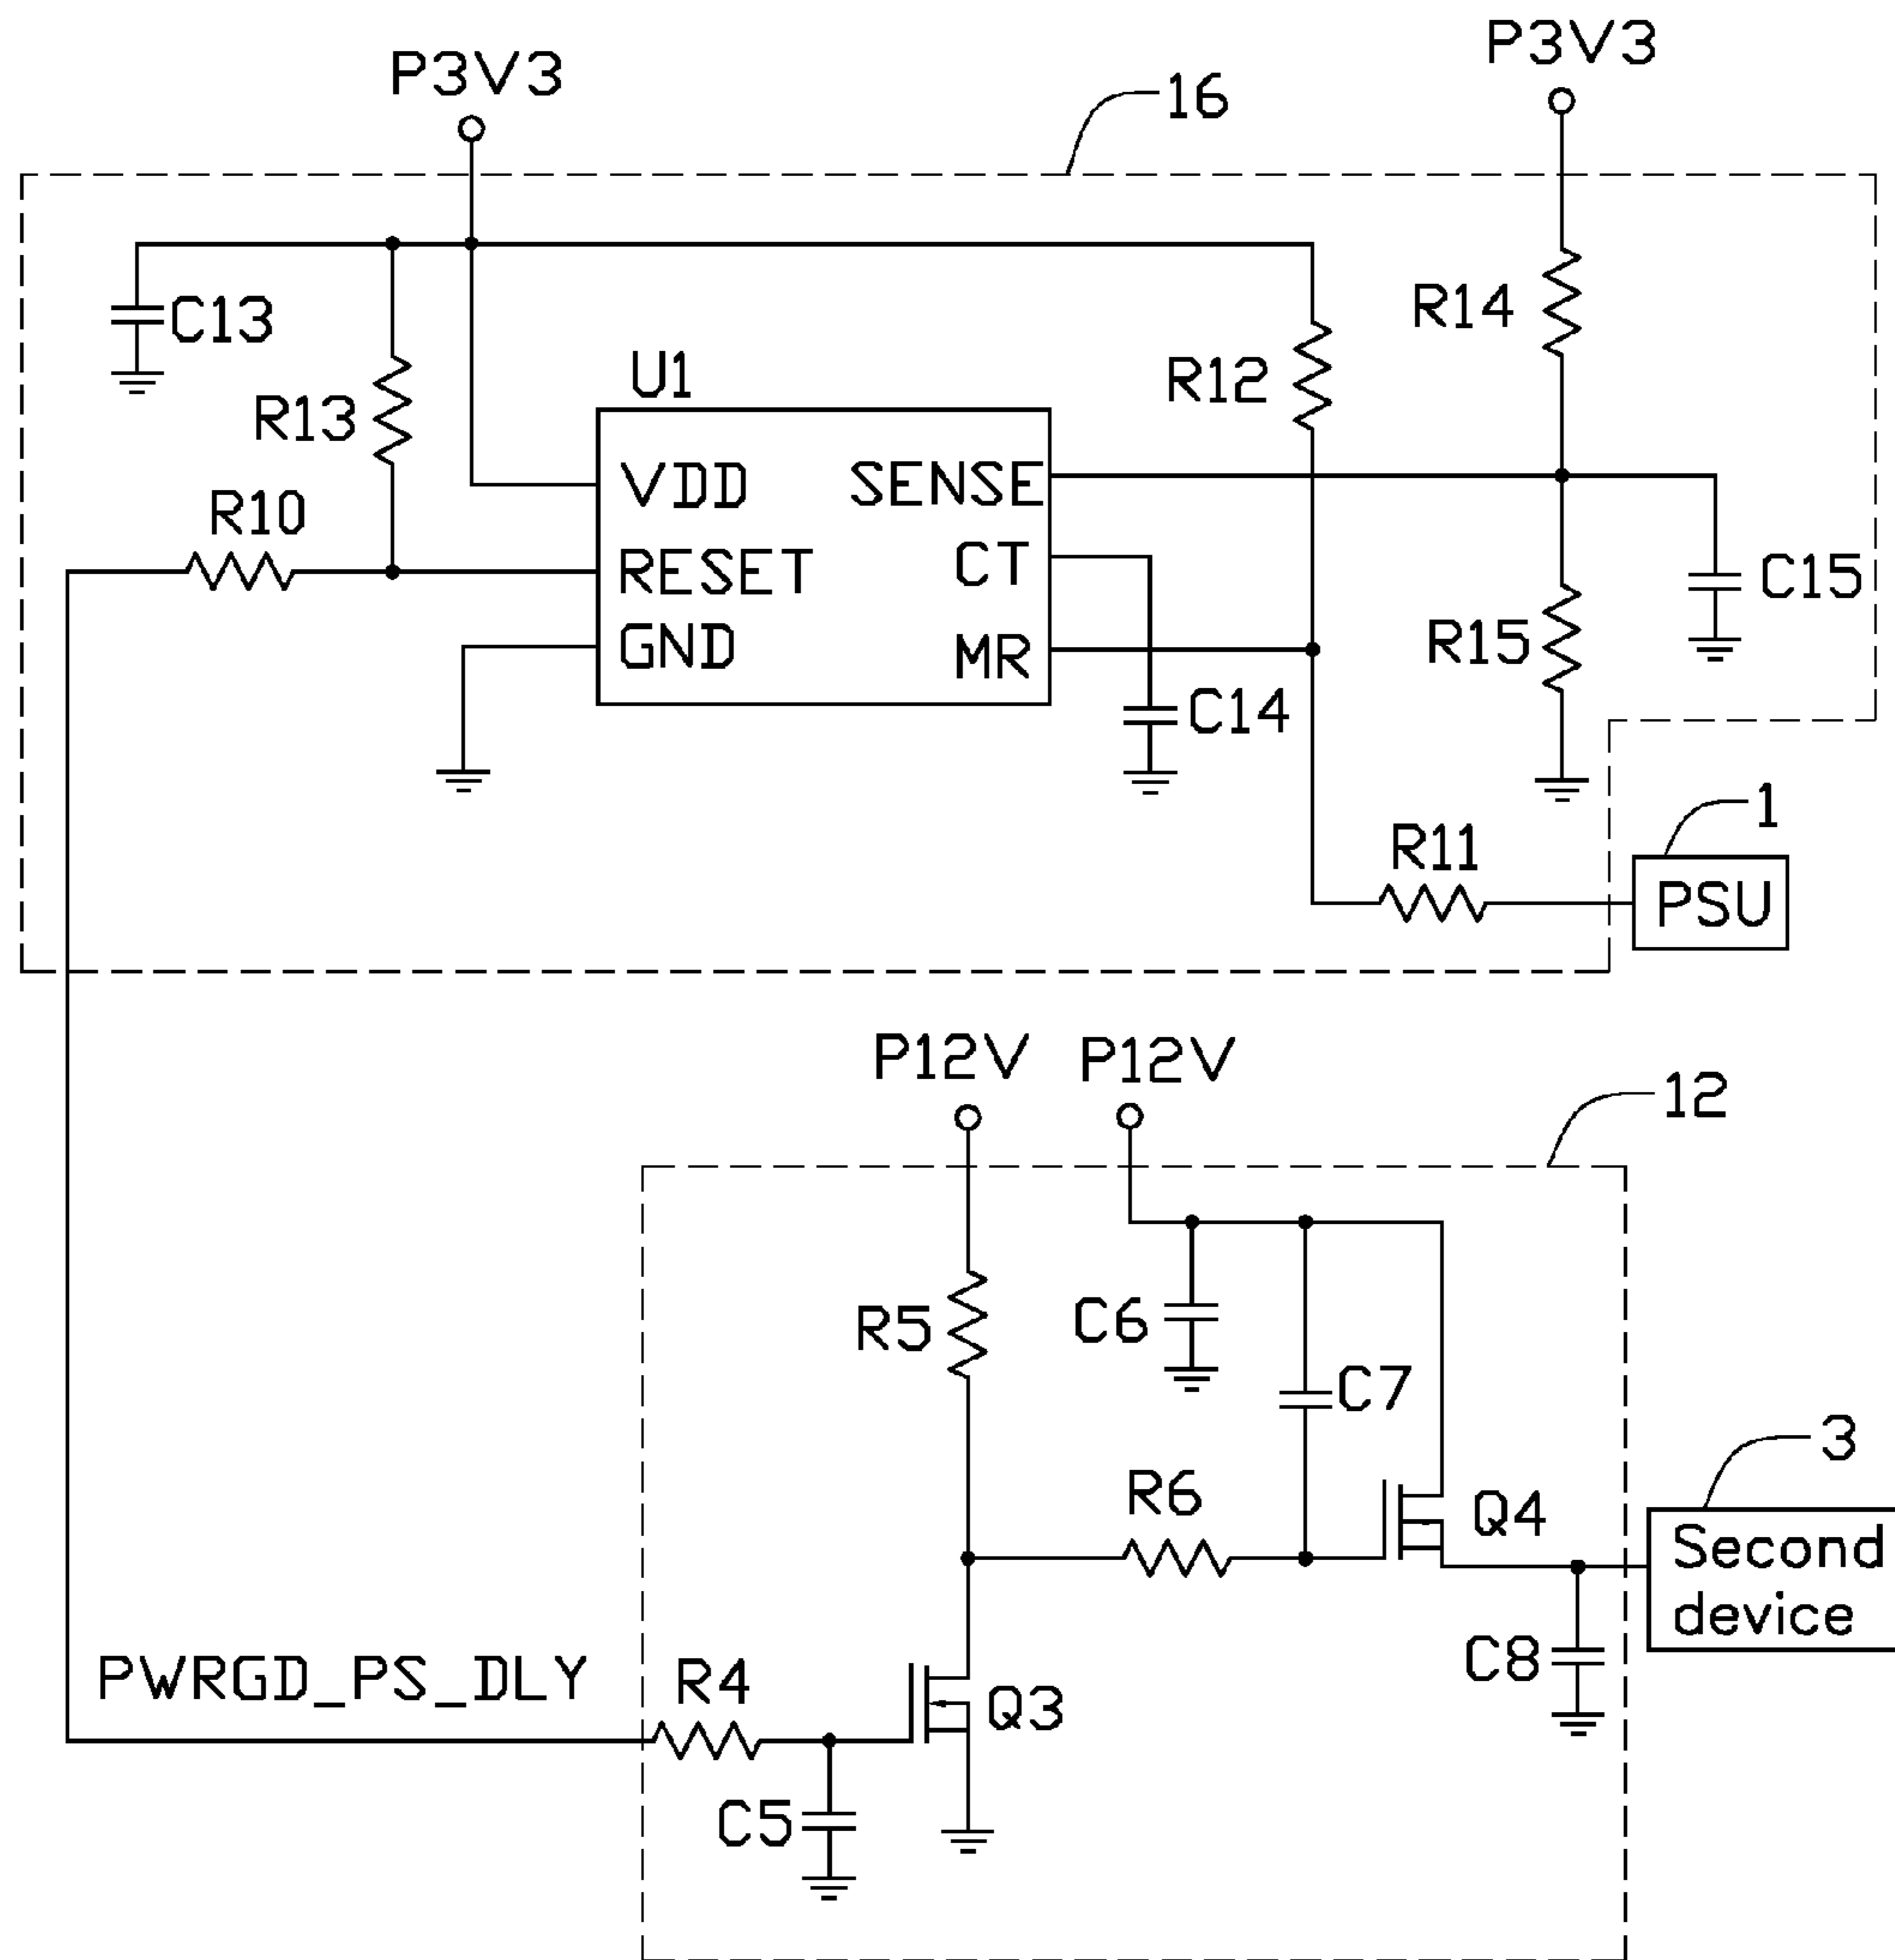 P3V3
P3V3
16
C13
R14
R12
U1
R13
VDD
SENSE
R10
RESET
CT
C15
GND
MR
R15
C14
1
R11
PSU
P12V
P12V
12
R5
C6
C7
3
R6
Q4
Second
device
C8
PWRGD_PS_DLY
R4
Q3
C5